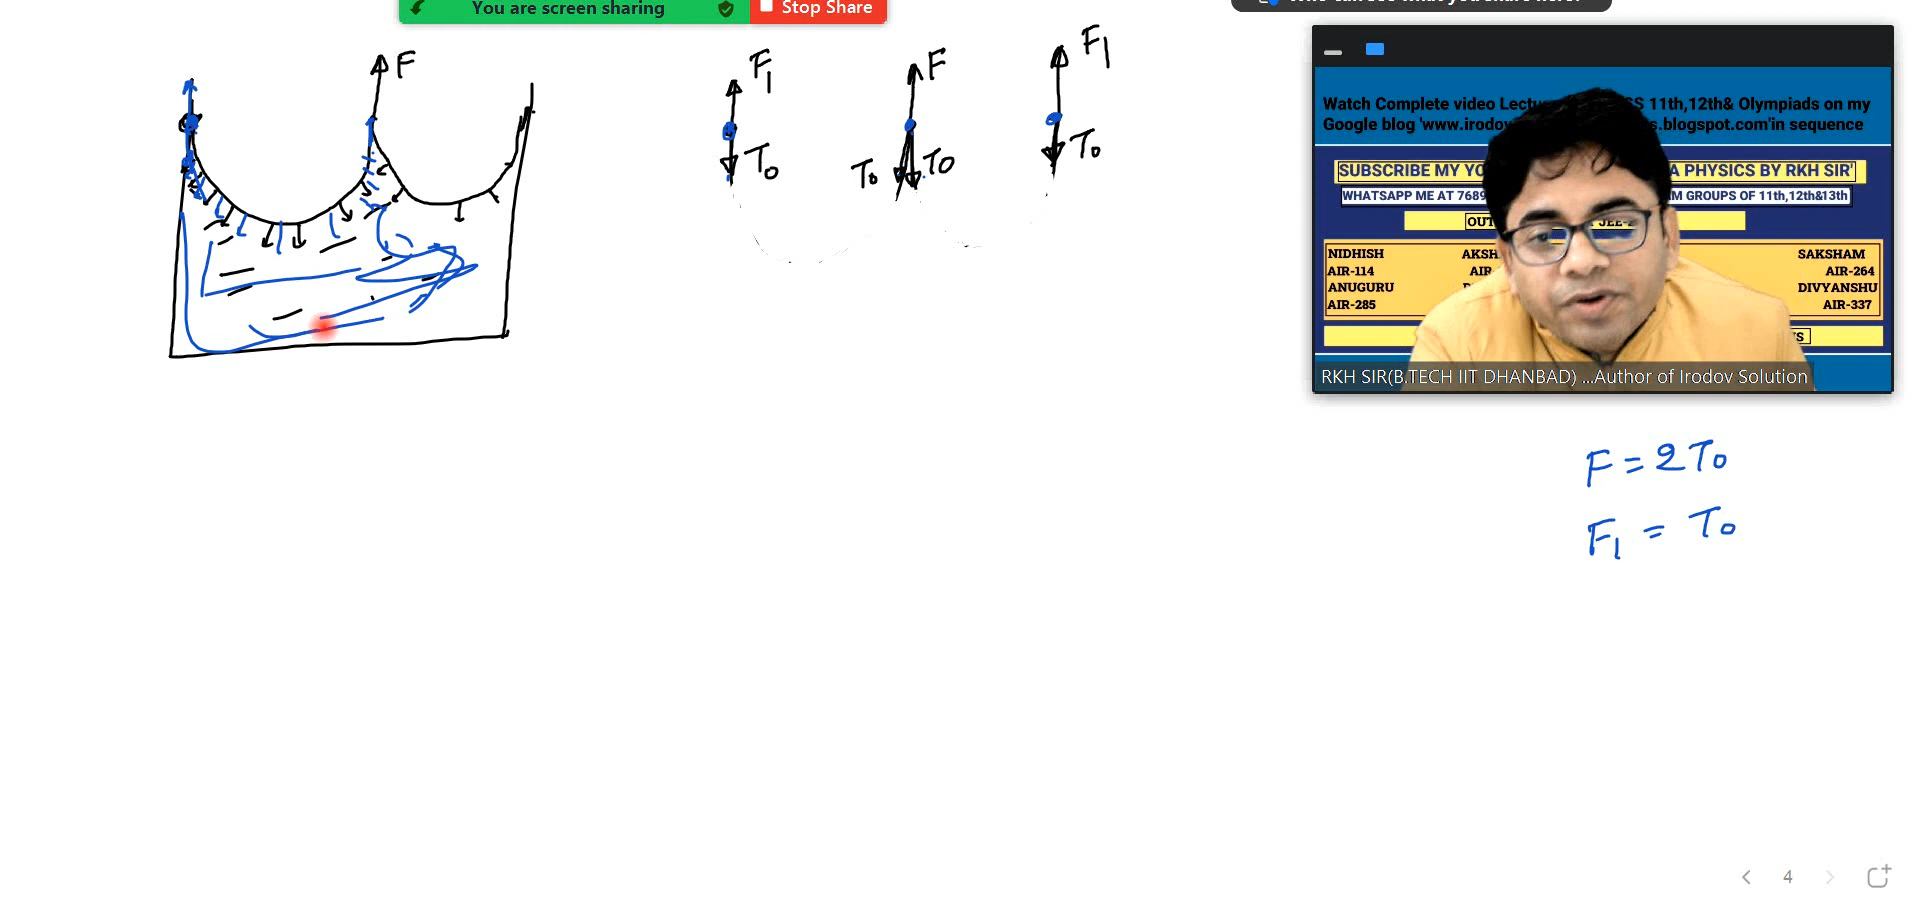 You are screen sharing
Stop Share
F
F1
T0
F
T0
T0
F1
T0
Watch Complete video 11th,12th& Olympiads on my
Google blog 'www.irodov s.blogspot.com'in sequence
SUBSCRIBE MY PHYSICS BY RKH SIR'
WHATSAPP ME AT 7689 GROUPS OF 11th,12th&13th
NIDHISH
AIR-114
ANUGURU
AIR-285
AIR
SAKSHAM
AIR-264
DIVYANSHU
AIR-337
RKH SIR(B.TECH IIT DHANBAD) ...Author of Irodov Solution
F = 2T0
F1 = T0
4